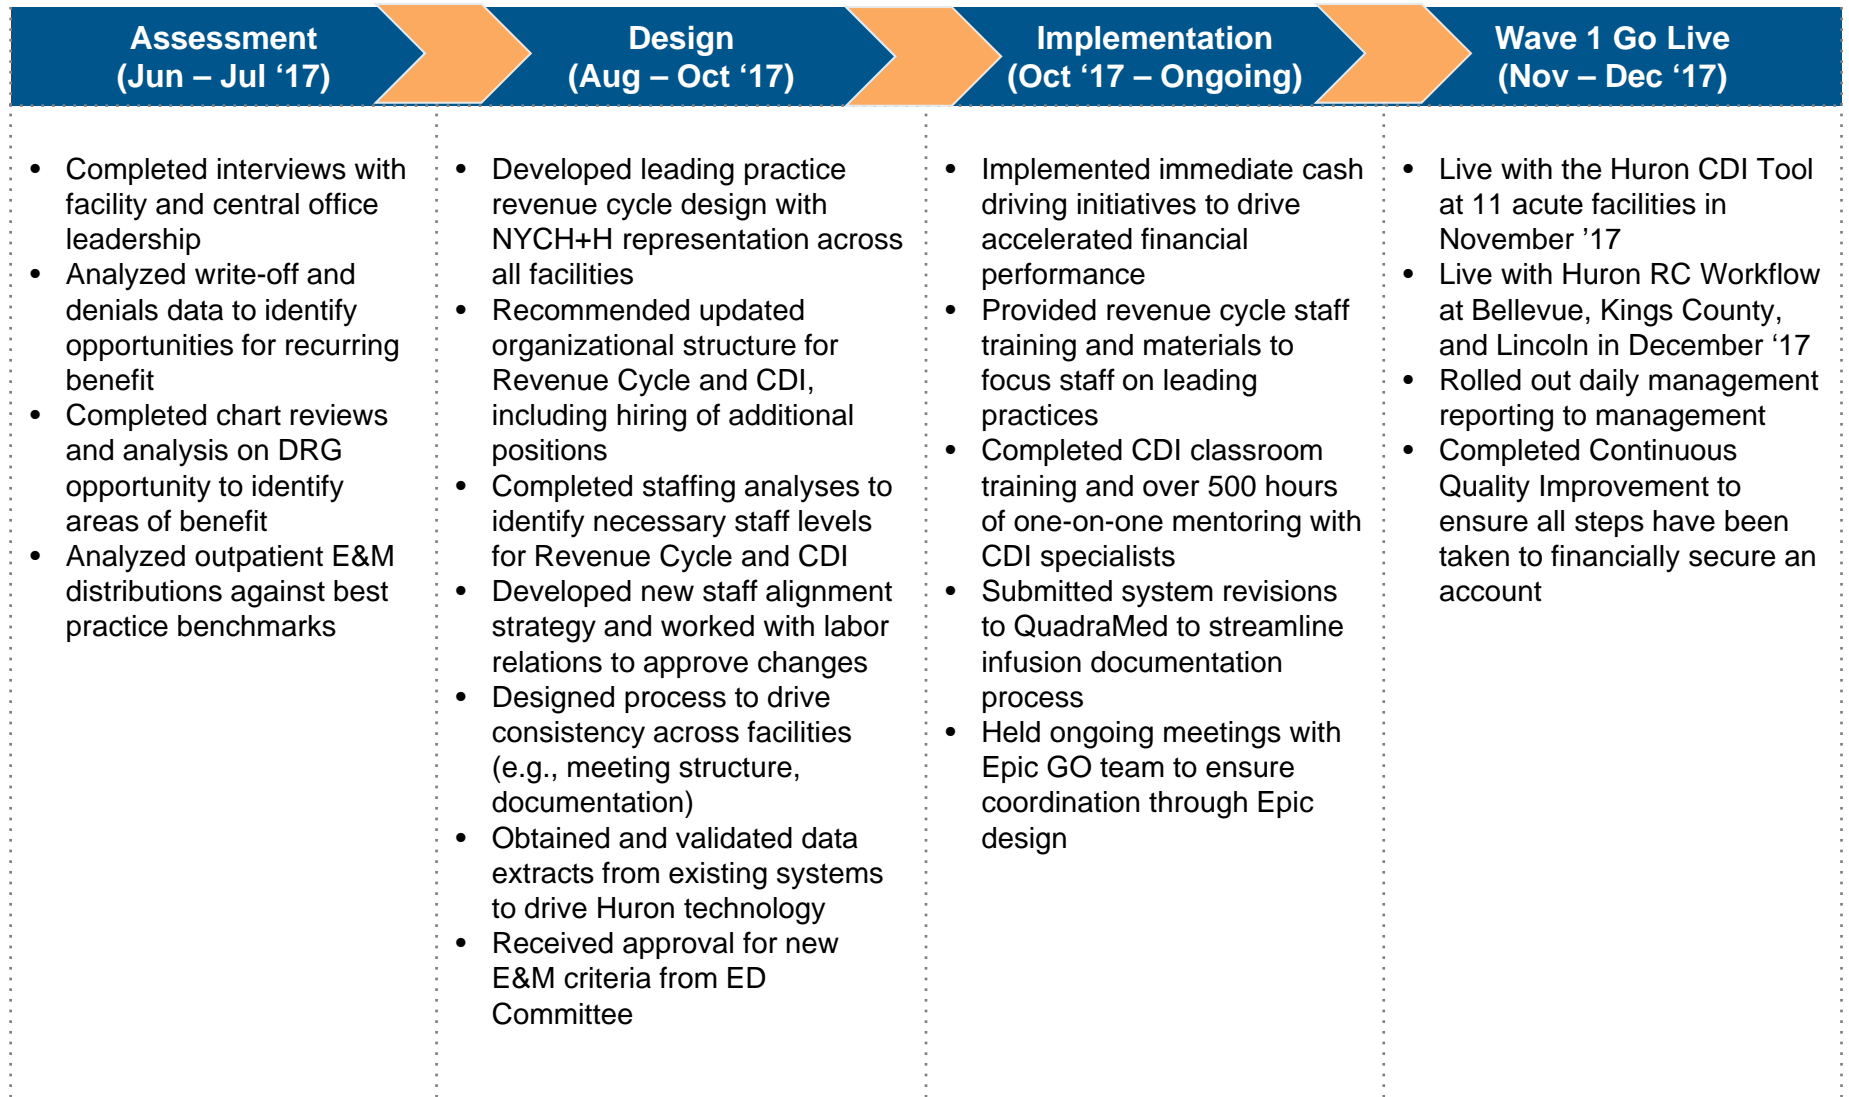 Assessment
(Jun – Jul ‘17)
Design
(Aug – Oct ‘17)
Implementation
(Oct ‘17 – Ongoing)
Wave 1 Go Live
(Nov – Dec ‘17)
• Completed interviews with
facility and central office
leadership
• Analyzed write-off and
denials data to identify
opportunities for recurring
benefit
• Completed chart reviews
and analysis on DRG
opportunity to identify
areas of benefit
• Analyzed outpatient E&M
distributions against best
practice benchmarks
• Developed leading practice
revenue cycle design with
NYCH+H representation across
all facilities
• Recommended updated
organizational structure for
Revenue Cycle and CDI,
including hiring of additional
positions
• Completed staffing analyses to
identify necessary staff levels
for Revenue Cycle and CDI
• Developed new staff alignment
strategy and worked with labor
relations to approve changes
• Designed process to drive
consistency across facilities
(e.g., meeting structure,
documentation)
• Obtained and validated data
extracts from existing systems
to drive Huron technology
• Received approval for new
E&M criteria from ED
Committee
• Implemented immediate cash
driving initiatives to drive
accelerated financial
performance
• Provided revenue cycle staff
training and materials to
focus staff on leading
practices
• Completed CDI classroom
training and over 500 hours
of one-on-one mentoring with
CDI specialists
• Submitted system revisions
to QuadraMed to streamline
infusion documentation
process
• Held ongoing meetings with
Epic GO team to ensure
coordination through Epic
design
• Live with the Huron CDI Tool
at 11 acute facilities in
November ’17
• Live with Huron RC Workflow
at Bellevue, Kings County,
and Lincoln in December ‘17
• Rolled out daily management
reporting to management
• Completed Continuous
Quality Improvement to
ensure all steps have been
taken to financially secure an
account